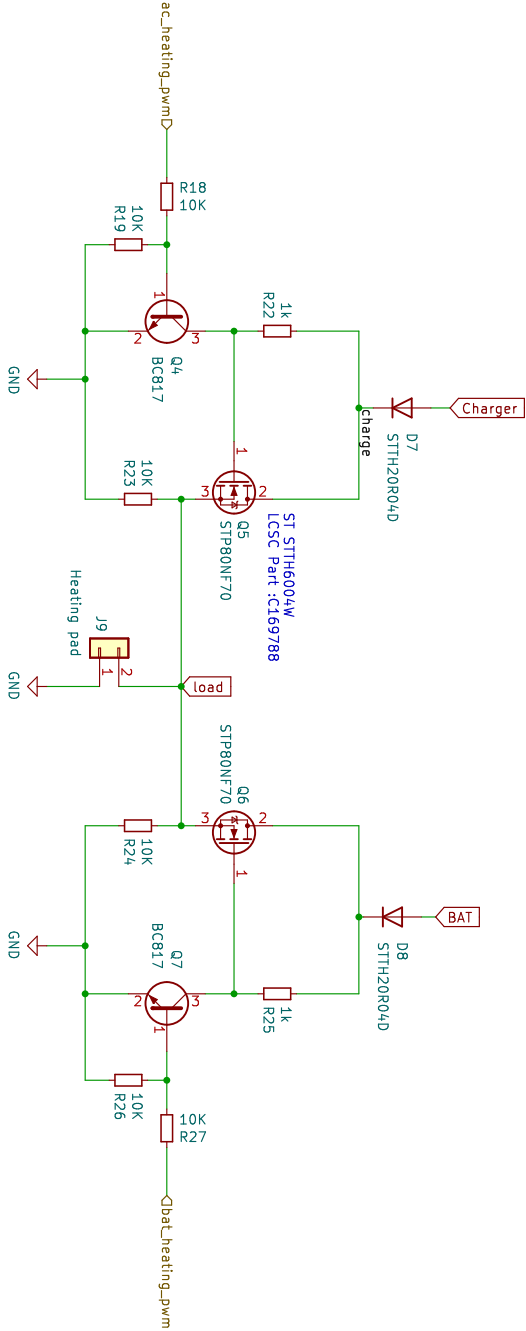 ac_heating_pwm
R18
10K
10K
R19
1
2
3
Q4
BC817
1k
R22
GND
charge
Charger
D7
STTH20R04D
1
3
2
Q5
STP80NF70
ST STTH6004W
LCSC Part :C169788
10K
R23
Heating pad
J9
1
2
GND
load
STP80NF70
Q6
3
2
1
10K
R24
BAT
D8
STTH20R04D
GND
Q7
BC817
2
3
1
1k
R25
10K
R26
10K
R27
bat_heating_pwm